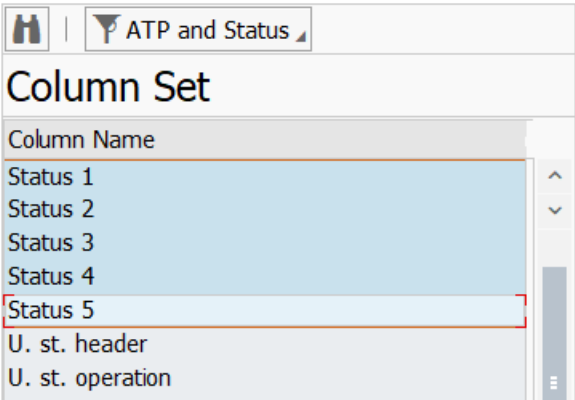 ATP and Status
Column Set
Column Name
Status 1
Status 2
Status 3
Status 4
Status 5
U. st. header
U. st. operation